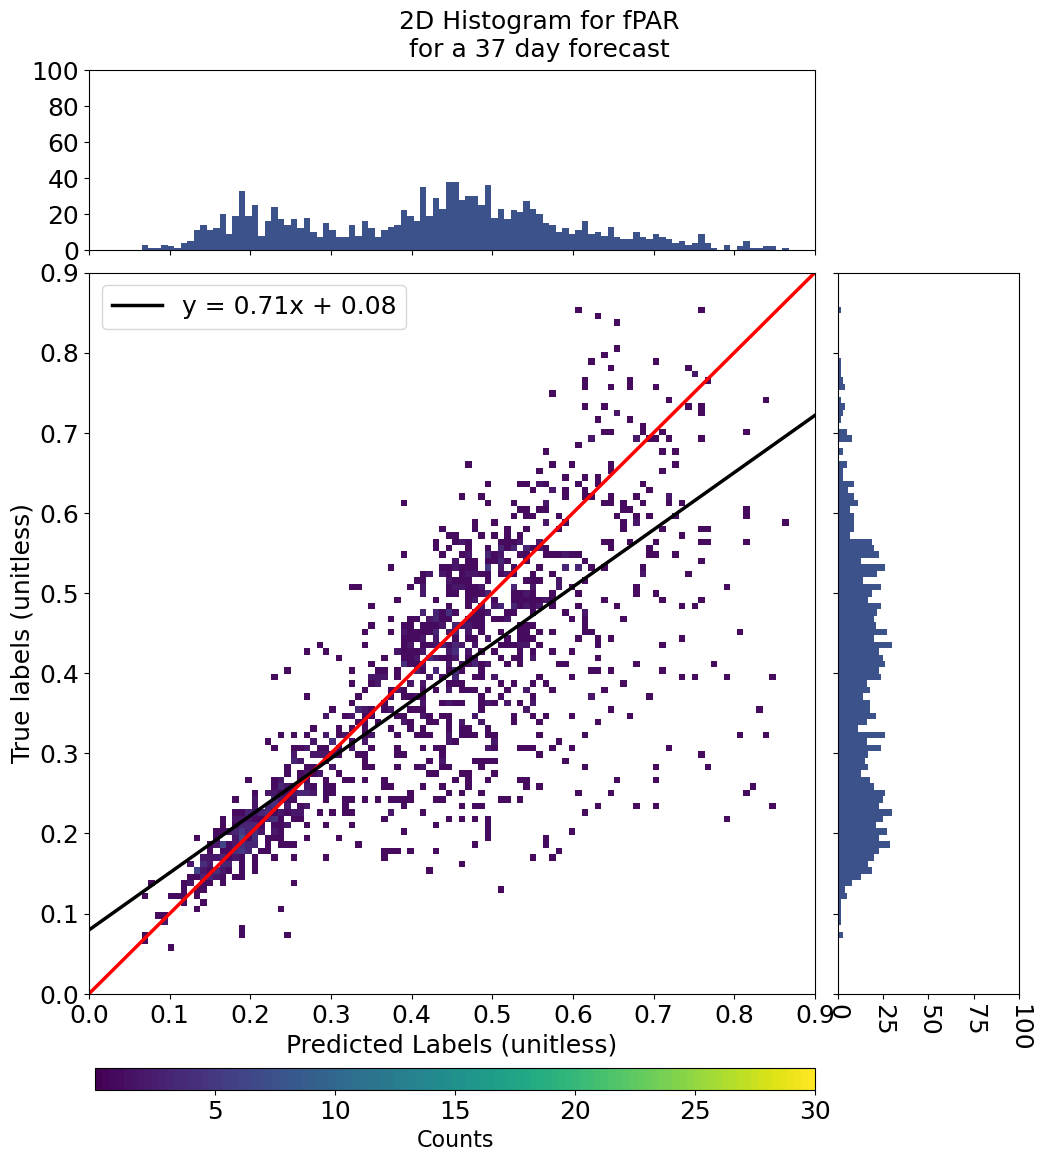 2D Histogram for fPAR
for a 37 day forecast
100
80
60
40
20
0
0.9
0.8
0.7
0.6
0.5
0.4
0.3
0.2
0.1
0.0
True labels (unitless)
y = 0.71x + 0.08
0.0 0.1 0.2 0.3 0.4 0.5 0.6 0.7 0.8 0.9
Predicted Labels (unitless)
0 25 50 75 100
5 10 15 20 25 30
Counts